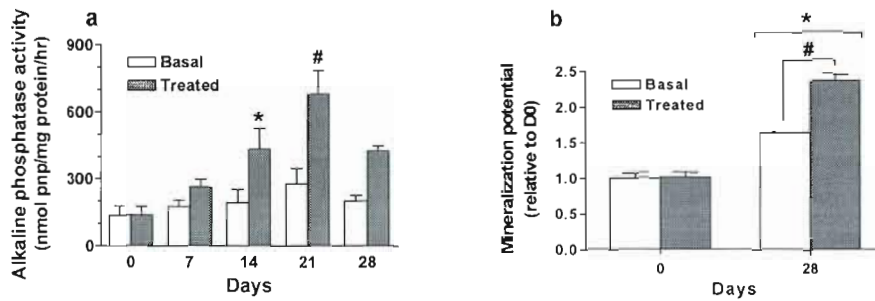 a
Alkaline phosphatase activity
(nmol pnp/mg protein/hr)
900
600
300
0
Basal
Treated
*
#
0 7 14 21 28
Days
b
Mineralization potential
(relative to D0)
2.5
2.0
1.5
1.0
0.5
0.0
Basal
Treated
*
#
0 28
Days